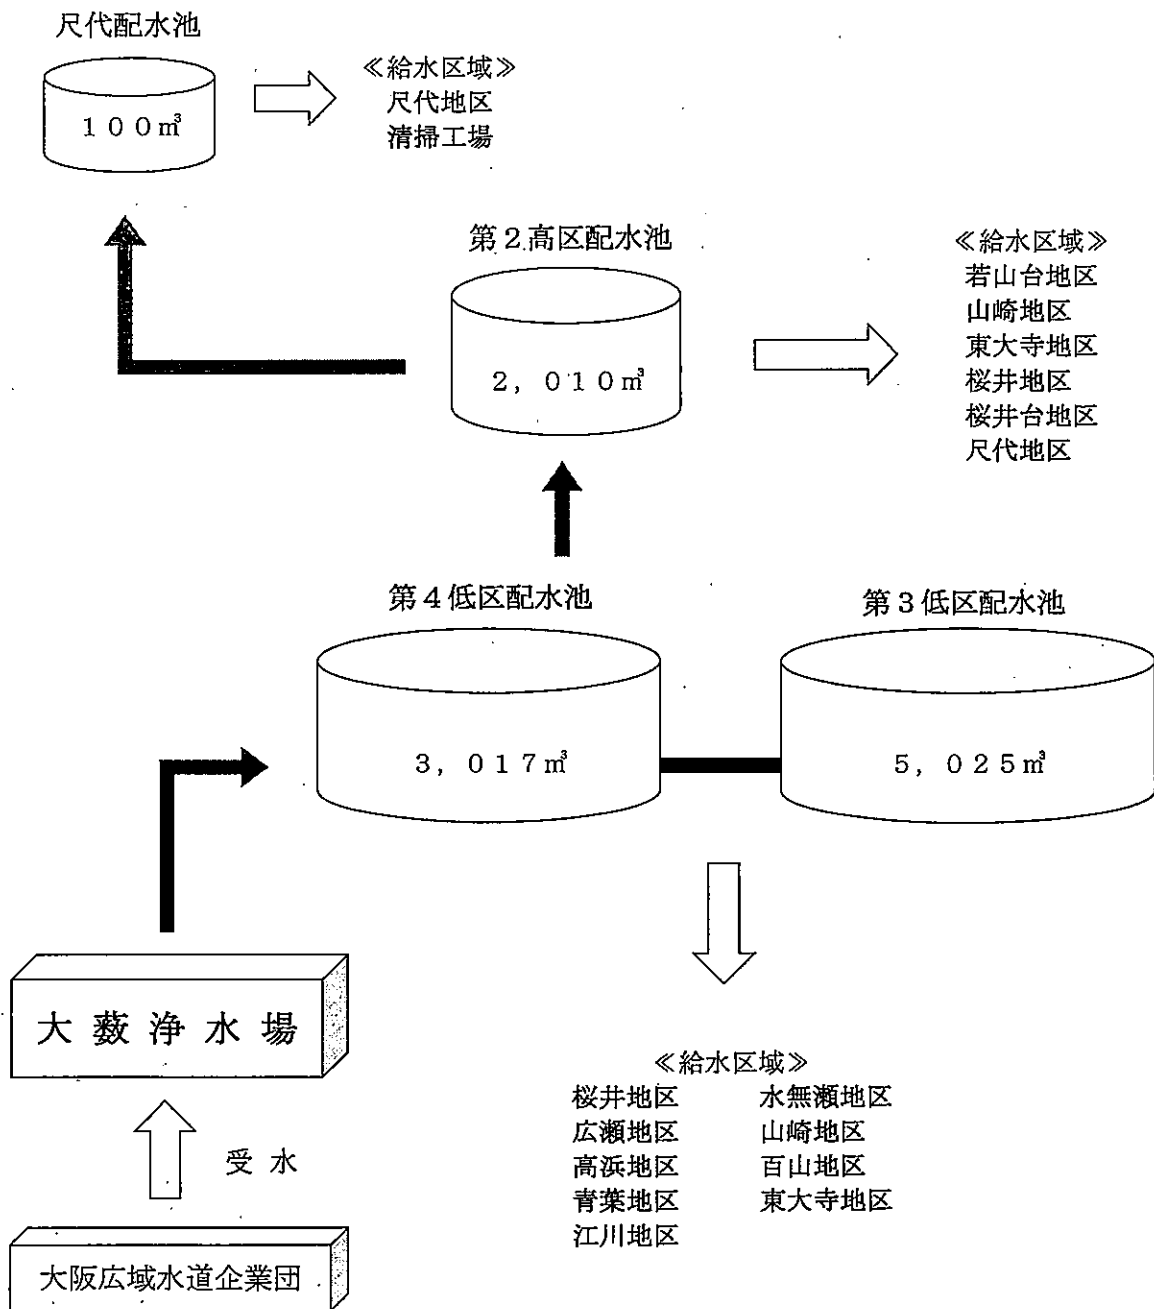 尺代配水池
１００㎥
≪給水区域≫
尺代地区
清掃工場
第２高区配水池
２，０１０㎥
≪給水区域≫
若山台地区
山崎地区
東大寺地区
桜井地区
桜井台地区
尺代地区
第４低区配水池
３，０１７㎥
第３低区配水池
５，０２５㎥
大薮浄水場
受水
大阪広域水道企業団
≪給水区域≫
桜井地区　水無瀬地区
広瀬地区　山崎地区
高浜地区　百山地区
青葉地区　東大寺地区
江川地区